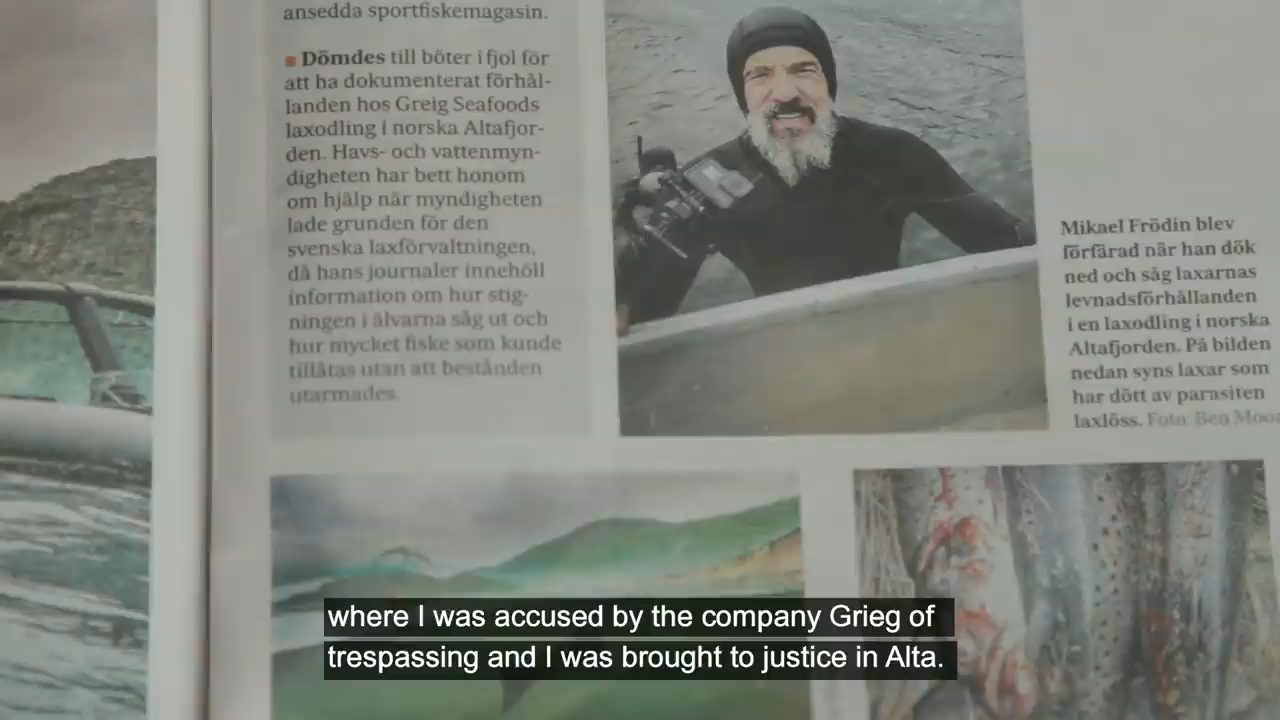 ansedda sportfiskemagasin.
Dömdes till böter i fjol för
att ha dokumenterat förhål-
landen hos Greig Seafoods
laxodling i norska Altafjor-
den. Havs- och vattenmyn-
digheten har bett honom
om hjälp när myndigheten
lade grunden för den
svenska laxförvaltningen,
då hans journaler innehöll
information om hur stig-
ningen i älvarna såg ut och
hur mycket fiske som kunde
tillåtas utan att bestånden
utarmades.
Mikael Frödin blev
förfärad när han dök
ned och såg laxarnas
levnadsförhållanden
i en laxodling i norska
Altafjorden. På bilden
nedan syns laxar som
har dött av parasiten
laxlöss. Foto: Ben
where I was accused by the company Grieg of
trespassing and I was brought to justice in Alta.